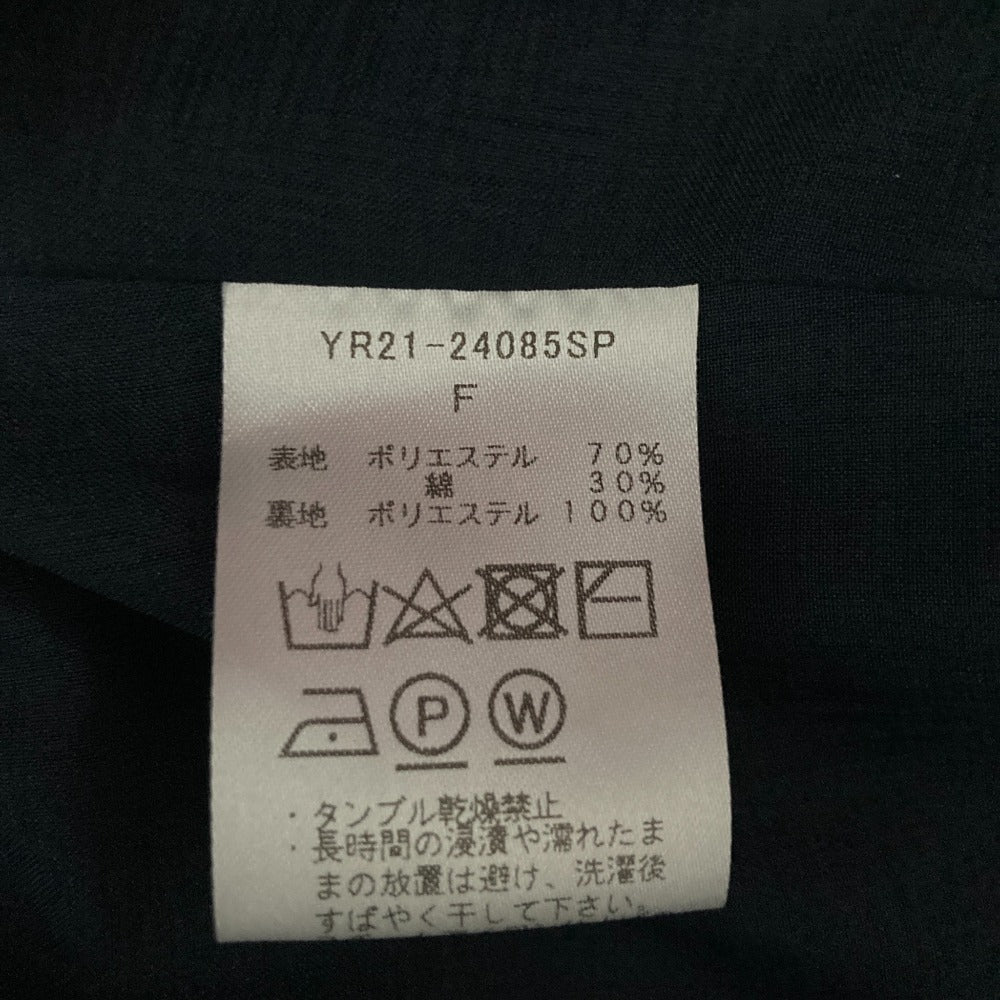 YR21-24085SP
F
表地 ポリエステル 70%
綿 30%
裏地 ポリエステル 100%
P W
・タンブル乾燥禁止
・長時間の浸漬や濡れたま
まの放置は避け、洗濯後
すばやく干して下さい。